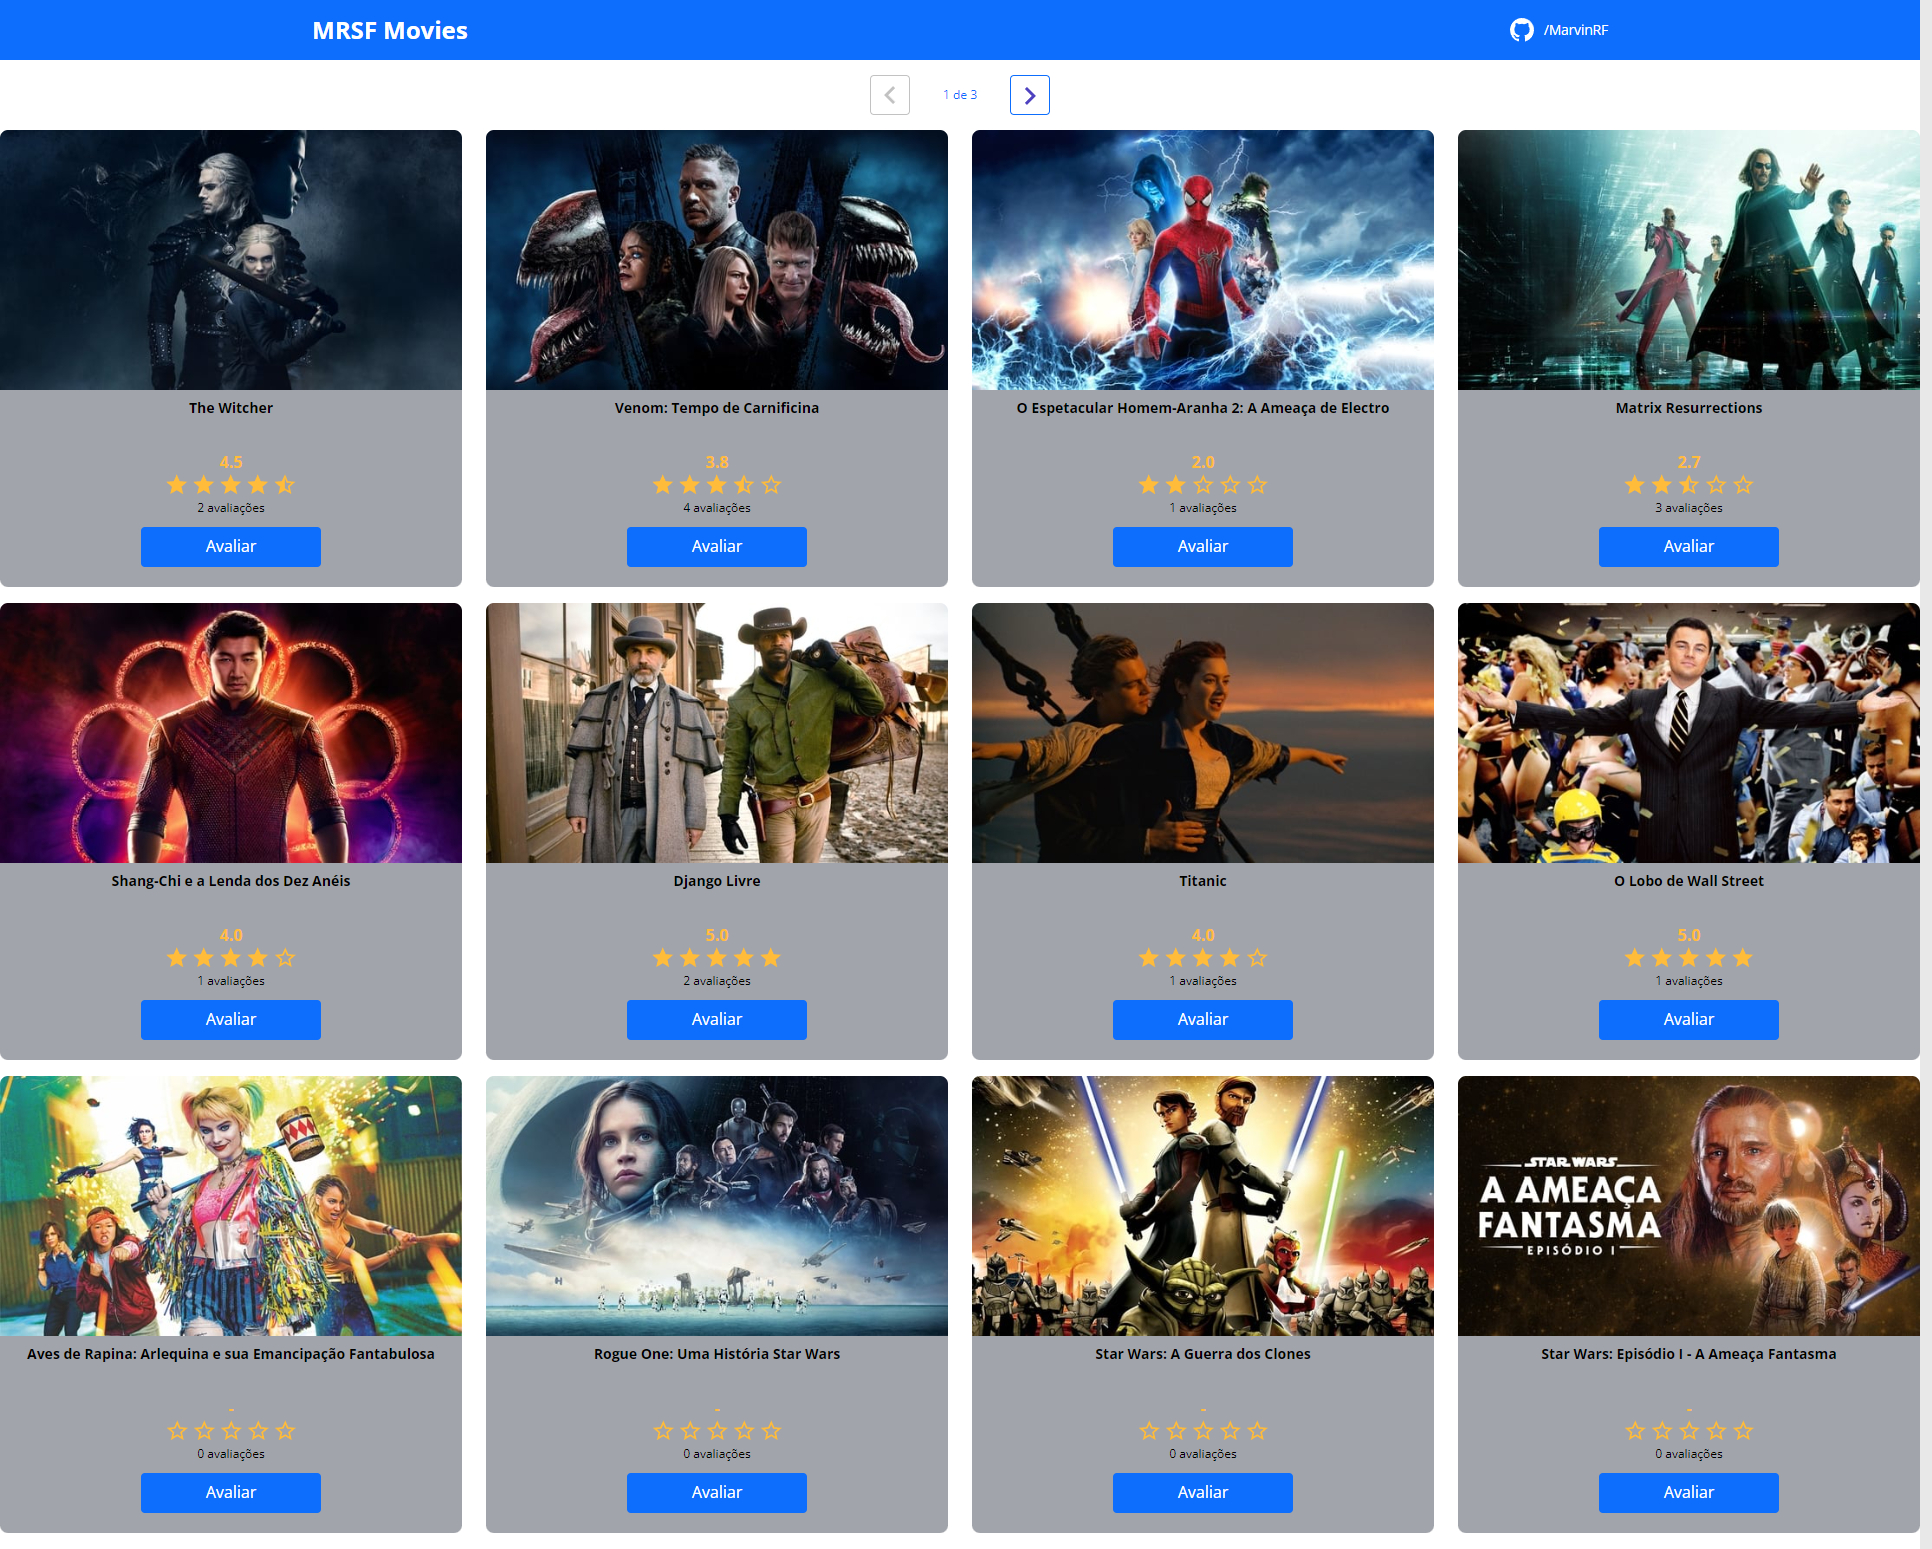 MRSF Movies
/MarvinRF
1 de 3
The Witcher
4.5
2 avaliações
Avaliar
Venom: Tempo de Carnificina
3.8
4 avaliações
Avaliar
O Espetacular Homem-Aranha 2: A Ameaça de Electro
2.0
1 avaliações
Avaliar
Matrix Resurrections
2.7
3 avaliações
Avaliar
Shang-Chi e a Lenda dos Dez Anéis
4.0
1 avaliações
Avaliar
Django Livre
5.0
2 avaliações
Avaliar
Titanic
4.0
1 avaliações
Avaliar
O Lobo de Wall Street
5.0
1 avaliações
Avaliar
Aves de Rapina: Arlequina e sua Emancipação Fantabulosa
-
0 avaliações
Avaliar
Rogue One: Uma História Star Wars
-
0 avaliações
Avaliar
Star Wars: A Guerra dos Clones
-
0 avaliações
Avaliar
STAR WARS
A AMEAÇA
FANTASMA
EPISÓDIO I
Star Wars: Episódio I - A Ameaça Fantasma
-
0 avaliações
Avaliar